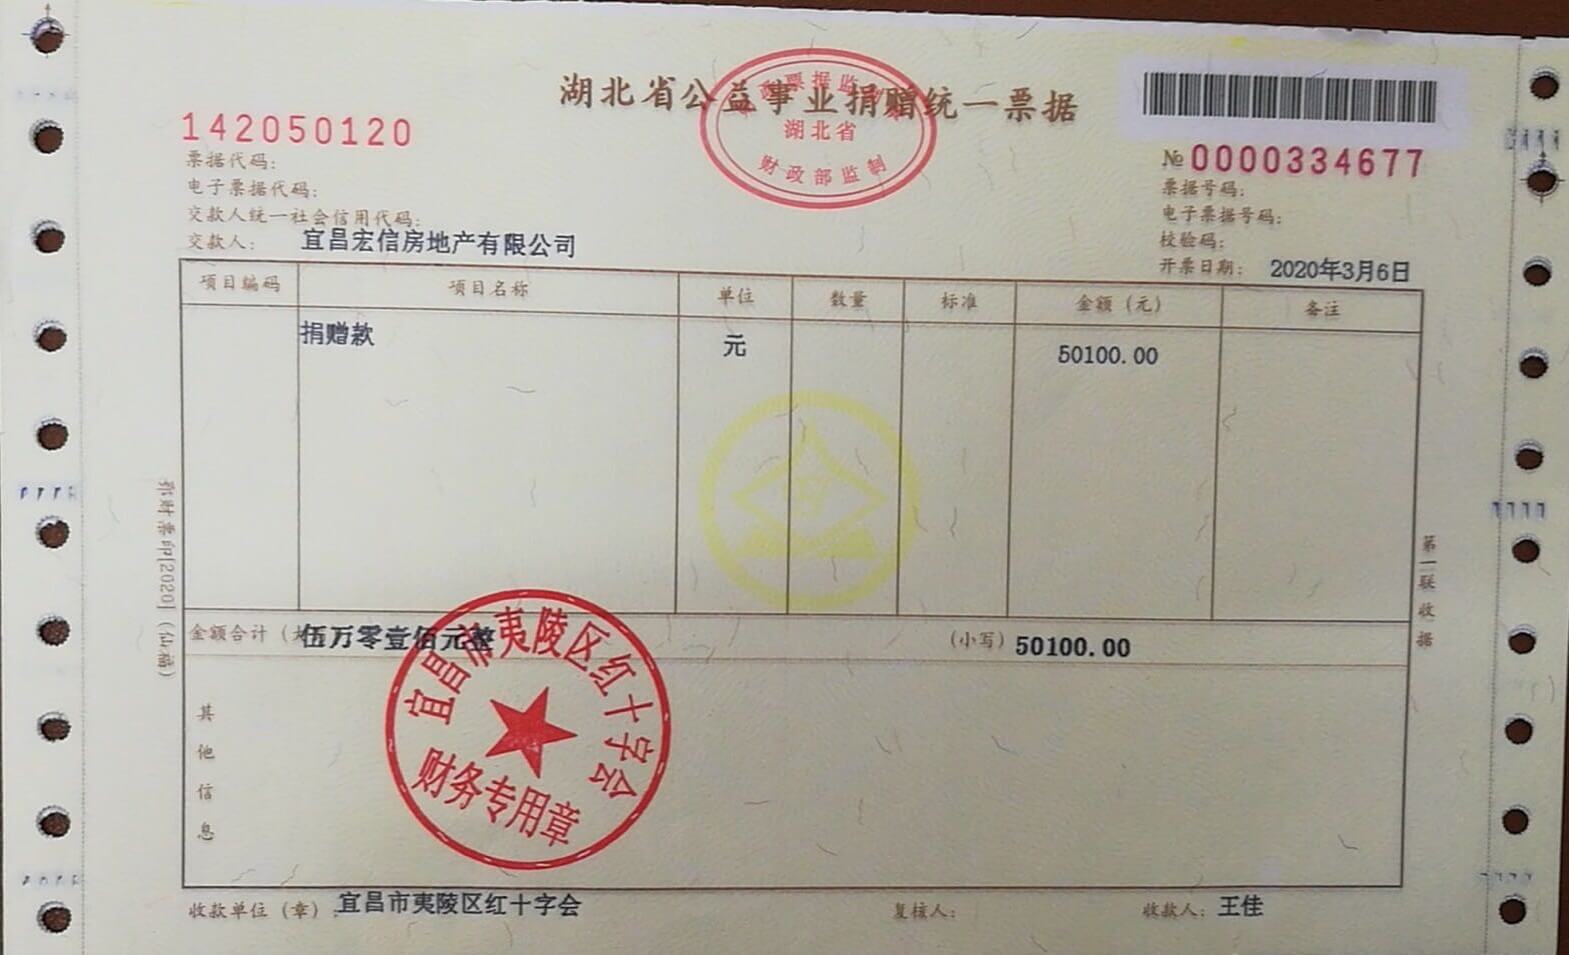 湖北省公益事业捐赠统一票据
票据监
湖北省
财政部监制
142050120
票据代码：
电子票据代码：
交款人统一社会信用代码：
交款人： 宜昌宏信房地产有限公司
№0000334677
票据号码：
电子票据号码：
校验码：
开票日期： 2020年3月6日
项目编码 项目名称 单位 数量 标准 金额（元） 备注
捐赠款 元 50100.00
金额合计（大 伍万零壹佰元整 （小写）50100.00
其他信息
宜昌市夷陵区红十字会
财务专用章
收款单位（章）：宜昌市夷陵区红十字会 复核人： 收款人：王佳
鄂财票印[2020]（仙福）
第一联 收据